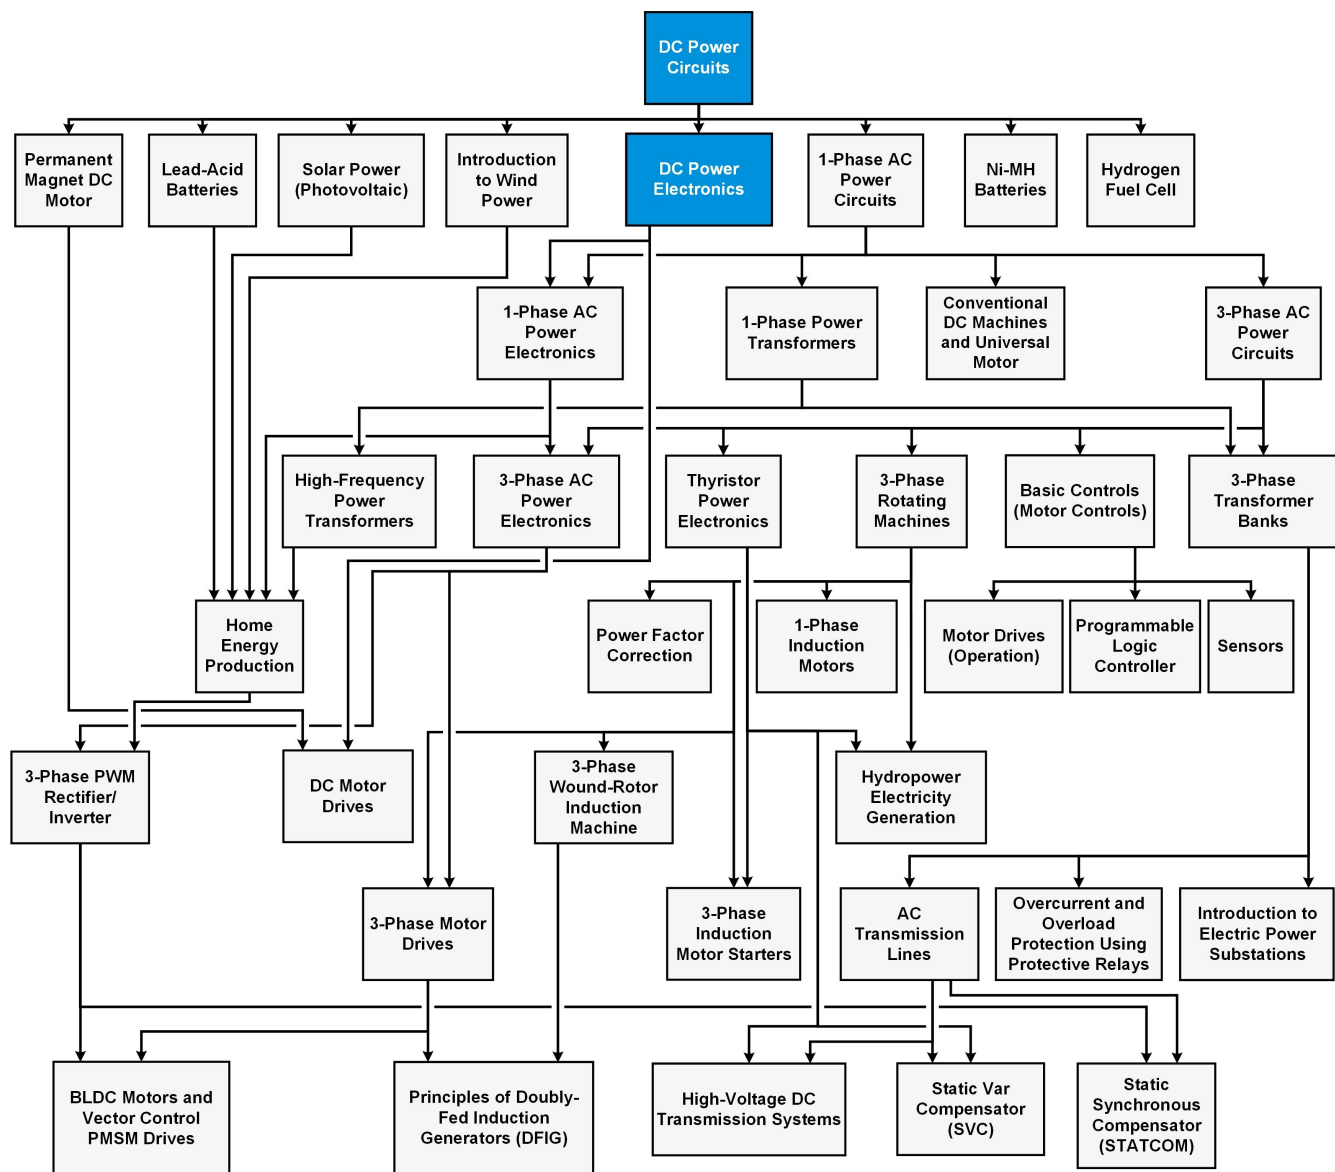 DC Power
Circuits
Permanent
Magnet DC
Motor
Lead-Acid
Batteries
Solar Power
(Photovoltaic)
Introduction
to Wind
Power
DC Power
Electronics
1-Phase AC
Power
Circuits
Ni-MH
Batteries
Hydrogen
Fuel Cell
1-Phase AC
Power
Electronics
1-Phase Power
Transformers
Conventional
DC Machines
and Universal
Motor
3-Phase AC
Power
Circuits
High-Frequency
Power
Transformers
3-Phase AC
Power
Electronics
Thyristor
Power
Electronics
3-Phase
Rotating
Machines
Basic Controls
(Motor Controls)
3-Phase
Transformer
Banks
Home
Energy
Production
Power Factor
Correction
1-Phase
Induction
Motors
Motor Drives
(Operation)
Programmable
Logic
Controller
Sensors
3-Phase PWM
Rectifier/
Inverter
DC Motor
Drives
3-Phase
Wound-Rotor
Induction
Machine
Hydropower
Electricity
Generation
3-Phase Motor
Drives
3-Phase
Induction
Motor Starters
AC
Transmission
Lines
Overcurrent and
Overload
Protection Using
Protective Relays
Introduction to
Electric Power
Substations
BLDC Motors and
Vector Control
PMSM Drives
Principles of Doubly-
Fed Induction
Generators (DFIG)
High-Voltage DC
Transmission Systems
Static Var
Compensator
(SVC)
Static
Synchronous
Compensator
(STATCOM)